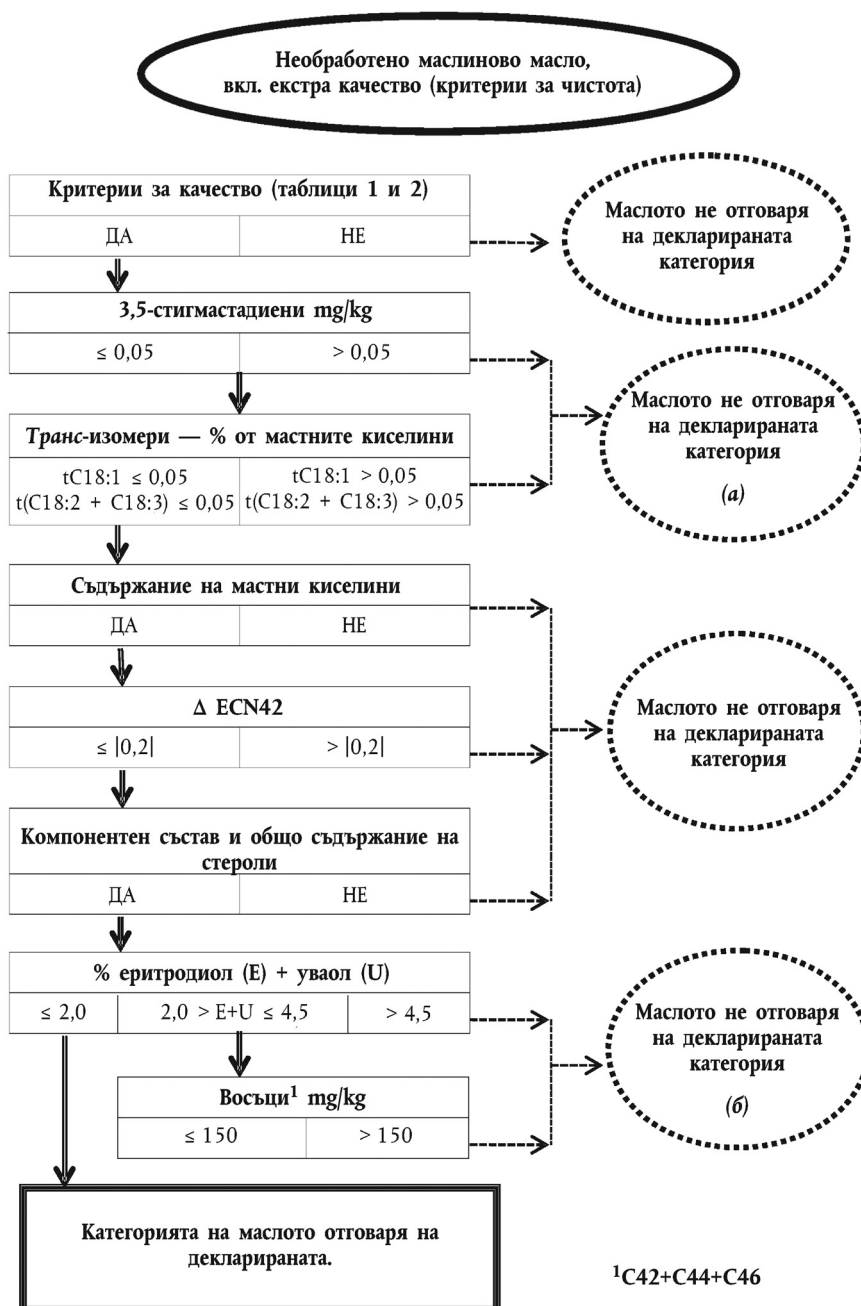 Необработено маслиново масло,
вкл. екстра качество (критерии за чистота)
Критерии за качество (таблици 1 и 2)
ДА
НЕ
Маслото не отговаря
на декларираната
категория
3,5-стигмастадиени mg/kg
≤ 0,05
> 0,05
Маслото не отговаря
на декларираната
категория
(а)
Транс-изомери — % от мастните киселини
tC18:1 ≤ 0,05
t(C18:2 + C18:3) ≤ 0,05
tC18:1 > 0,05
t(C18:2 + C18:3) > 0,05
Съдържание на мастни киселини
ДА
НЕ
Δ ECN42
≤ |0,2|
> |0,2|
Маслото не отговаря
на декларираната
категория
Компонентен състав и общо съдържание на
стероли
ДА
НЕ
% еритродиол (E) + уваол (U)
≤ 2,0
2,0 > E+U ≤ 4,5
> 4,5
Маслото не отговаря
на декларираната
категория
(б)
Восъци¹ mg/kg
≤ 150
> 150
Категорията на маслото отговаря на
декларираната.
¹C42+C44+C46